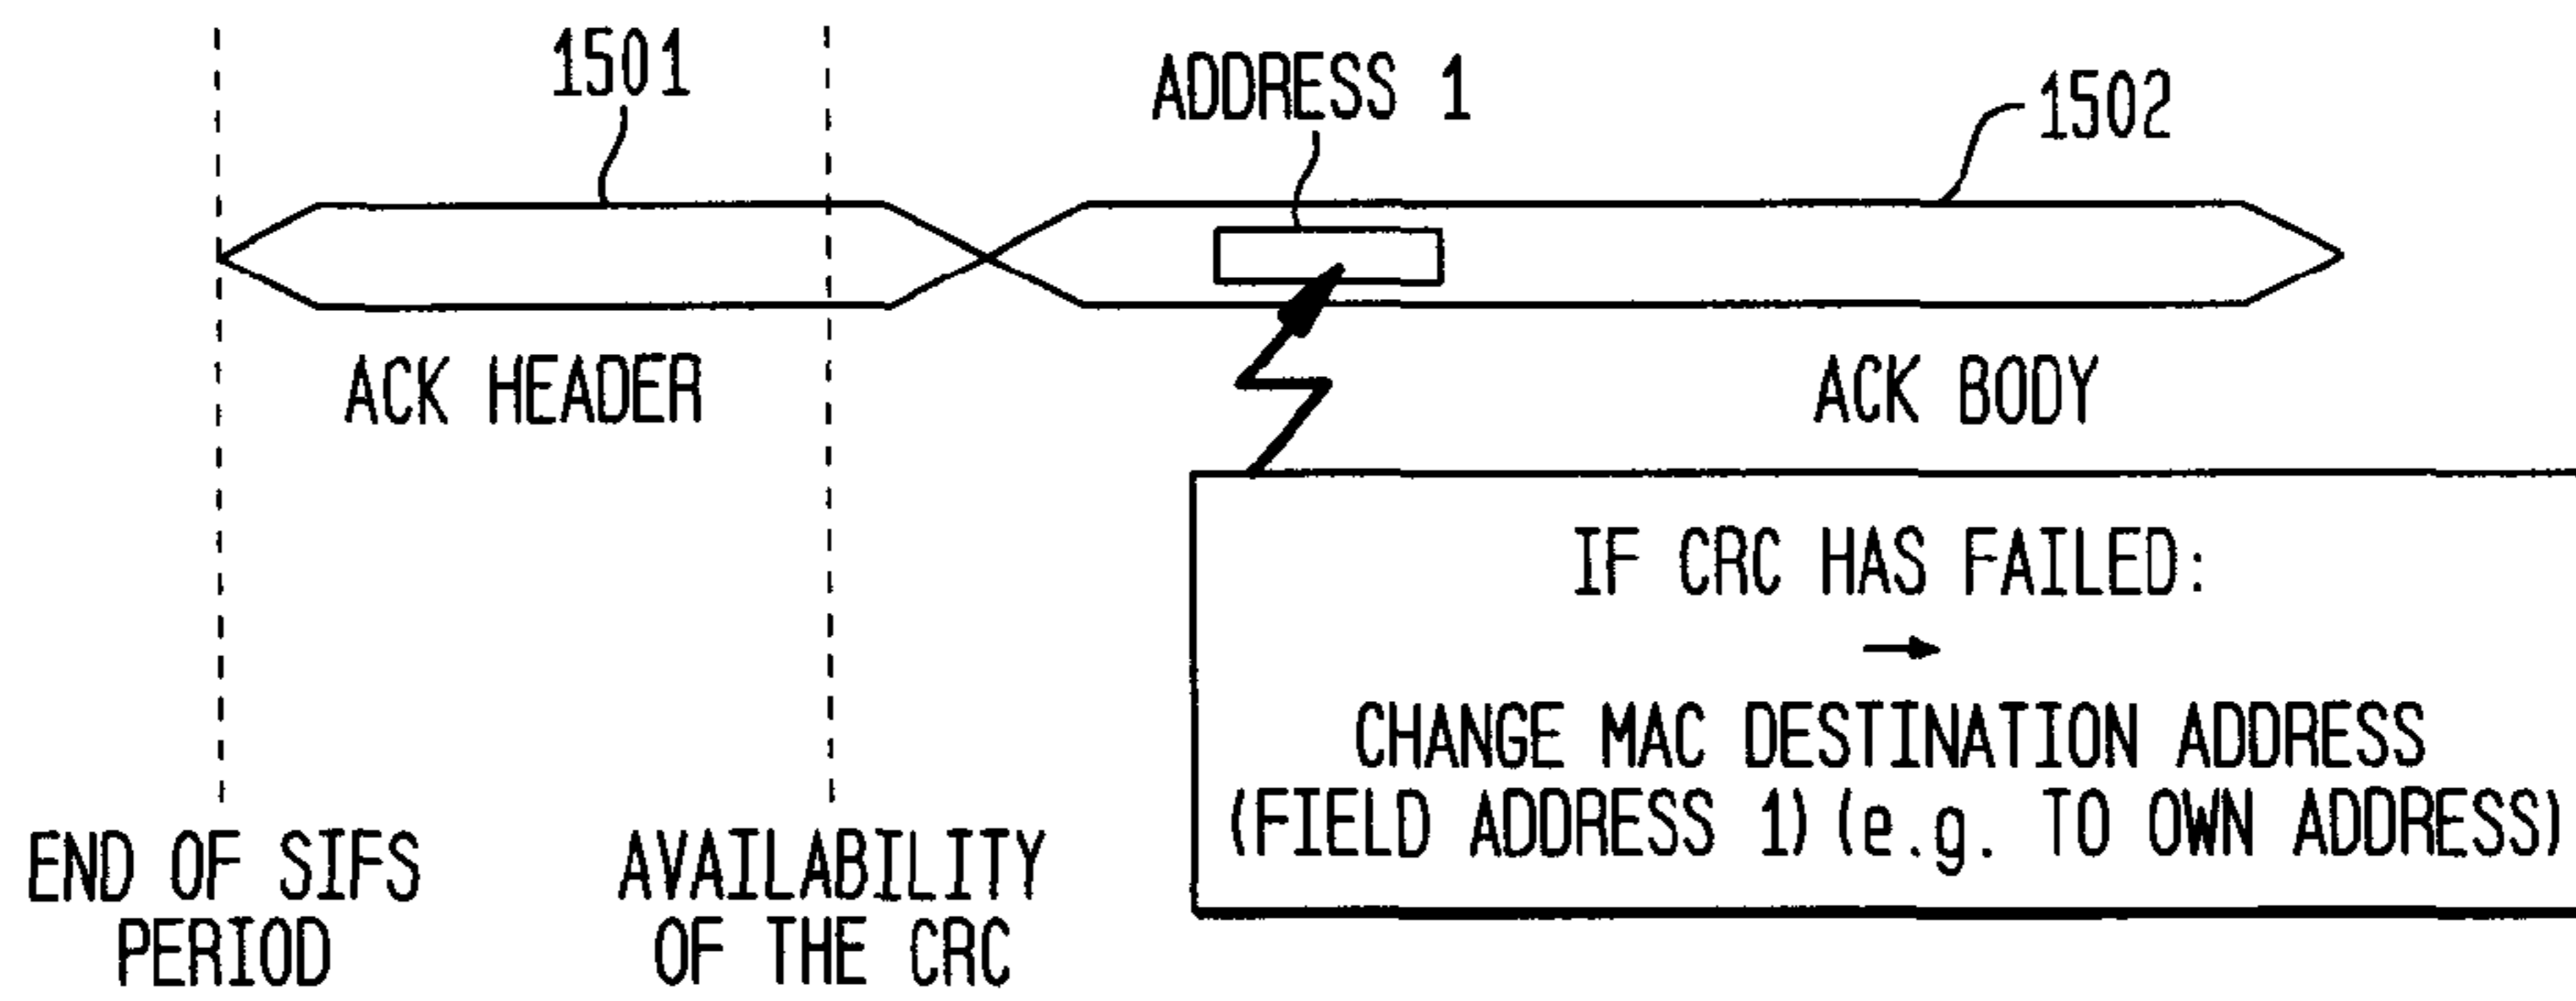 1501
ADDRESS 1
1502
ACK HEADER
ACK BODY
IF CRC HAS FAILED:
→
CHANGE MAC DESTINATION ADDRESS
(FIELD ADDRESS 1) (e.g. TO OWN ADDRESS)
END OF SIFS
PERIOD
AVAILABILITY
OF THE CRC